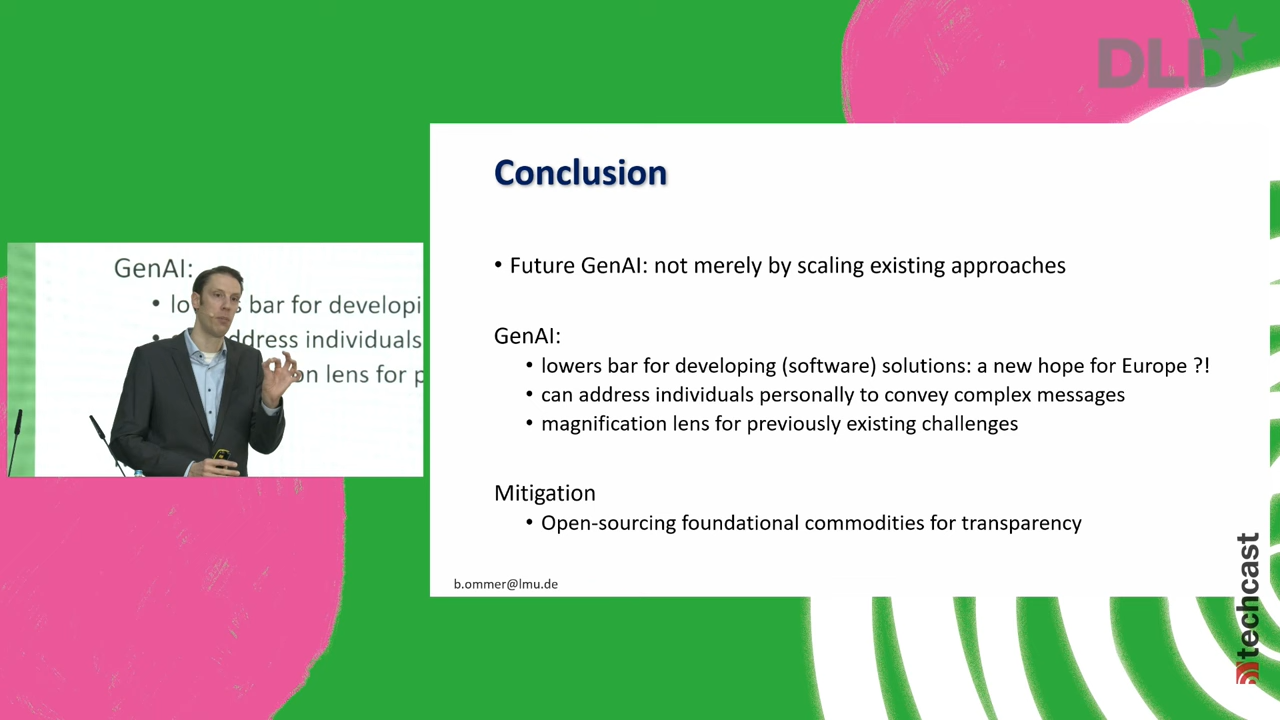 DLD
Conclusion
• Future GenAI: not merely by scaling existing approaches
GenAI:
• lowers bar for developing (software) solutions: a new hope for Europe ?!
• can address individuals personally to convey complex messages
• magnification lens for previously existing challenges
Mitigation
• Open-sourcing foundational commodities for transparency
b.ommer@lmu.de
GenAI:
• lo s bar for developi
• ddress individuals
on lens for p
techcast